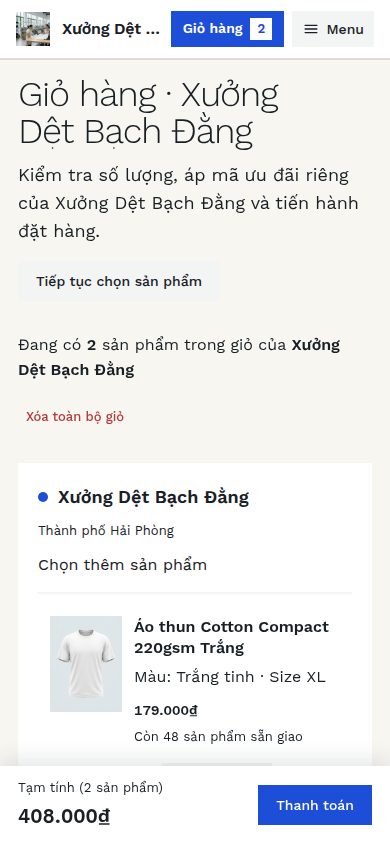 Xưởng Dệt ...
Giỏ hàng 2
Menu
Giỏ hàng · Xưởng
Dệt Bạch Đằng
Kiểm tra số lượng, áp mã ưu đãi riêng
của Xưởng Dệt Bạch Đằng và tiến hành
đặt hàng.
Tiếp tục chọn sản phẩm
Đang có 2 sản phẩm trong giỏ của Xưởng
Dệt Bạch Đằng
Xóa toàn bộ giỏ
Xưởng Dệt Bạch Đằng
Thành phố Hải Phòng
Chọn thêm sản phẩm
Áo thun Cotton Compact
220gsm Trắng
Màu: Trắng tinh · Size XL
179.000₫
Còn 48 sản phẩm sẵn giao
Tạm tính (2 sản phẩm)
408.000₫
Thanh toán